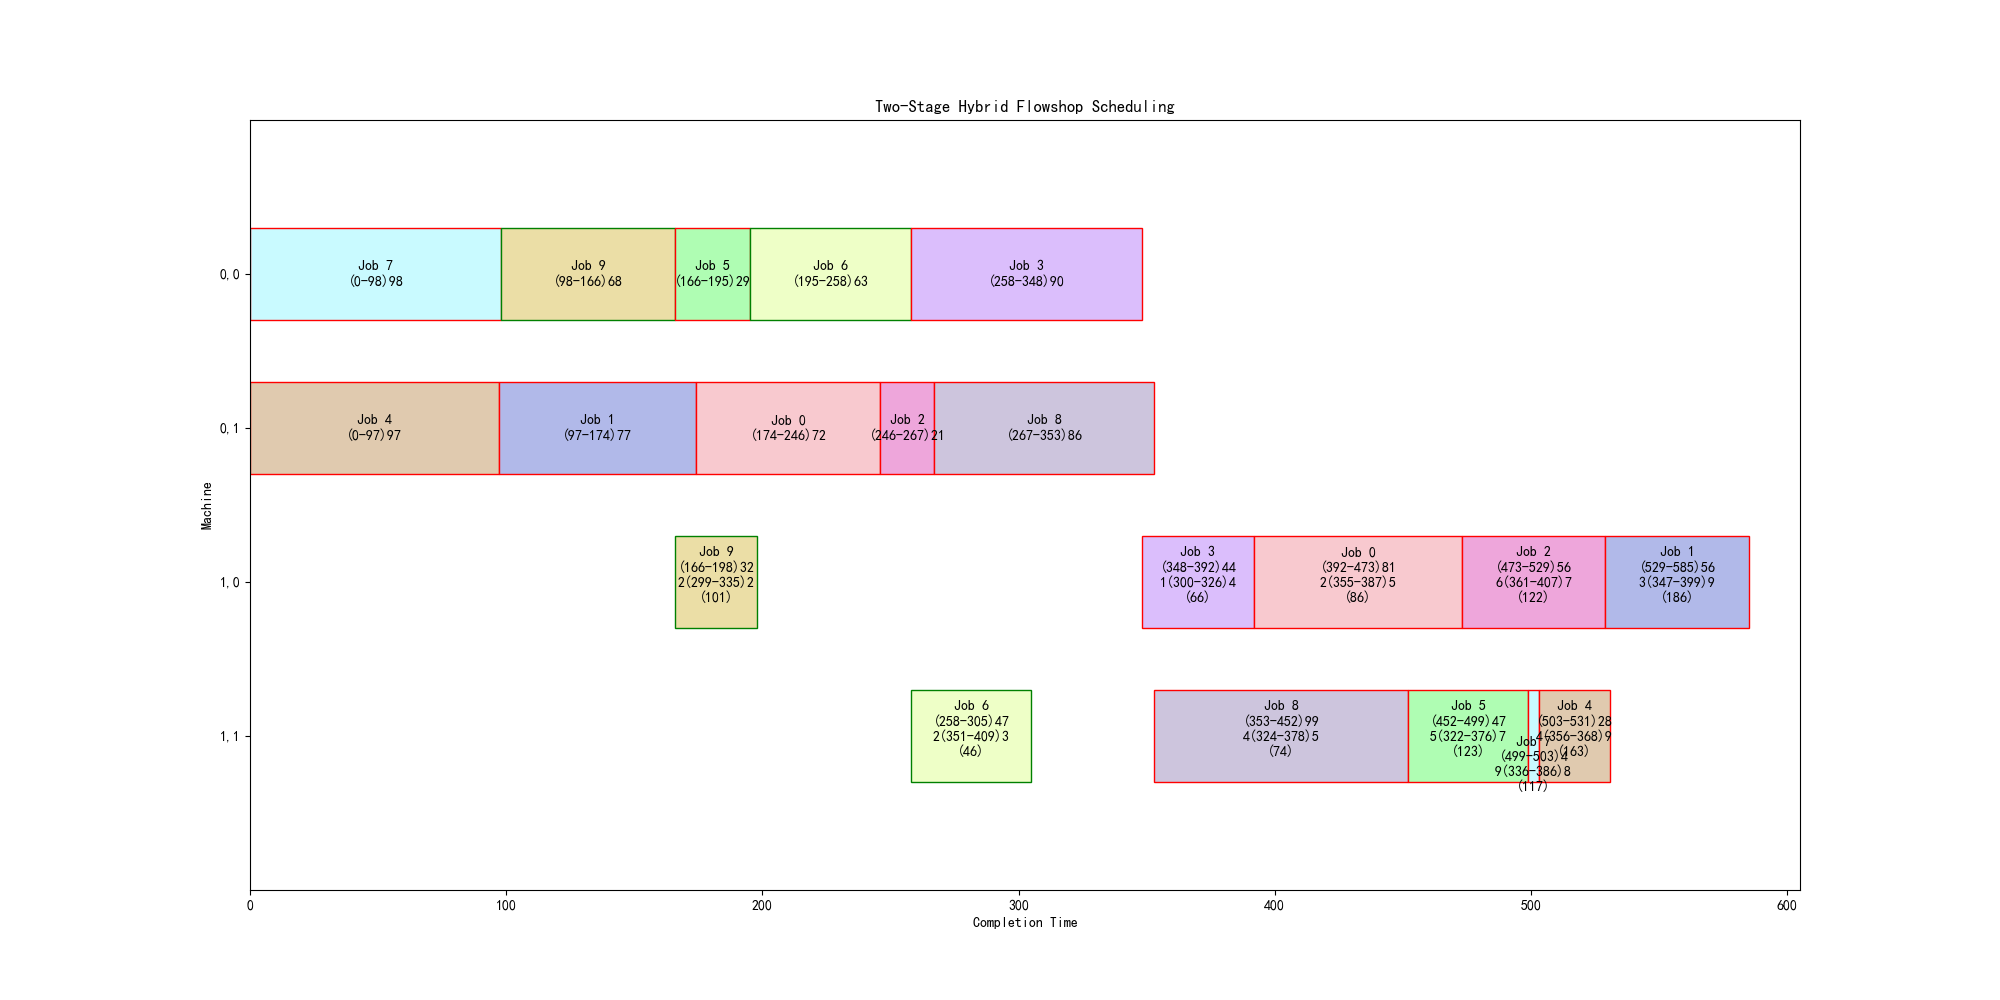 Two-Stage Hybrid Flowshop Scheduling
Machine
0,0
Job 7
(0-98)98
Job 9
(98-166)68
Job 5
(166-195)29
Job 6
(195-258)63
Job 3
(258-348)90
0,1
Job 4
(0-97)97
Job 1
(97-174)77
Job 0
(174-246)72
Job 2
(246-267)21
Job 8
(267-353)86
1,0
Job 9
(166-198)32
2(299-335)2
(101)
Job 3
(348-392)44
1(300-326)4
(66)
Job 0
(392-473)81
2(355-387)5
(86)
Job 2
(473-529)56
6(361-407)7
(122)
Job 1
(529-585)56
3(347-399)9
(186)
1,1
Job 6
(258-305)47
2(351-409)3
(46)
Job 8
(353-452)99
4(324-378)5
(74)
Job 5
(452-499)47
5(322-376)7
(123)
Job 7
(499-503)4
9(336-386)8
(117)
Job 4
(503-531)28
4(356-368)9
(163)
0
100
200
300
400
500
600
Completion Time